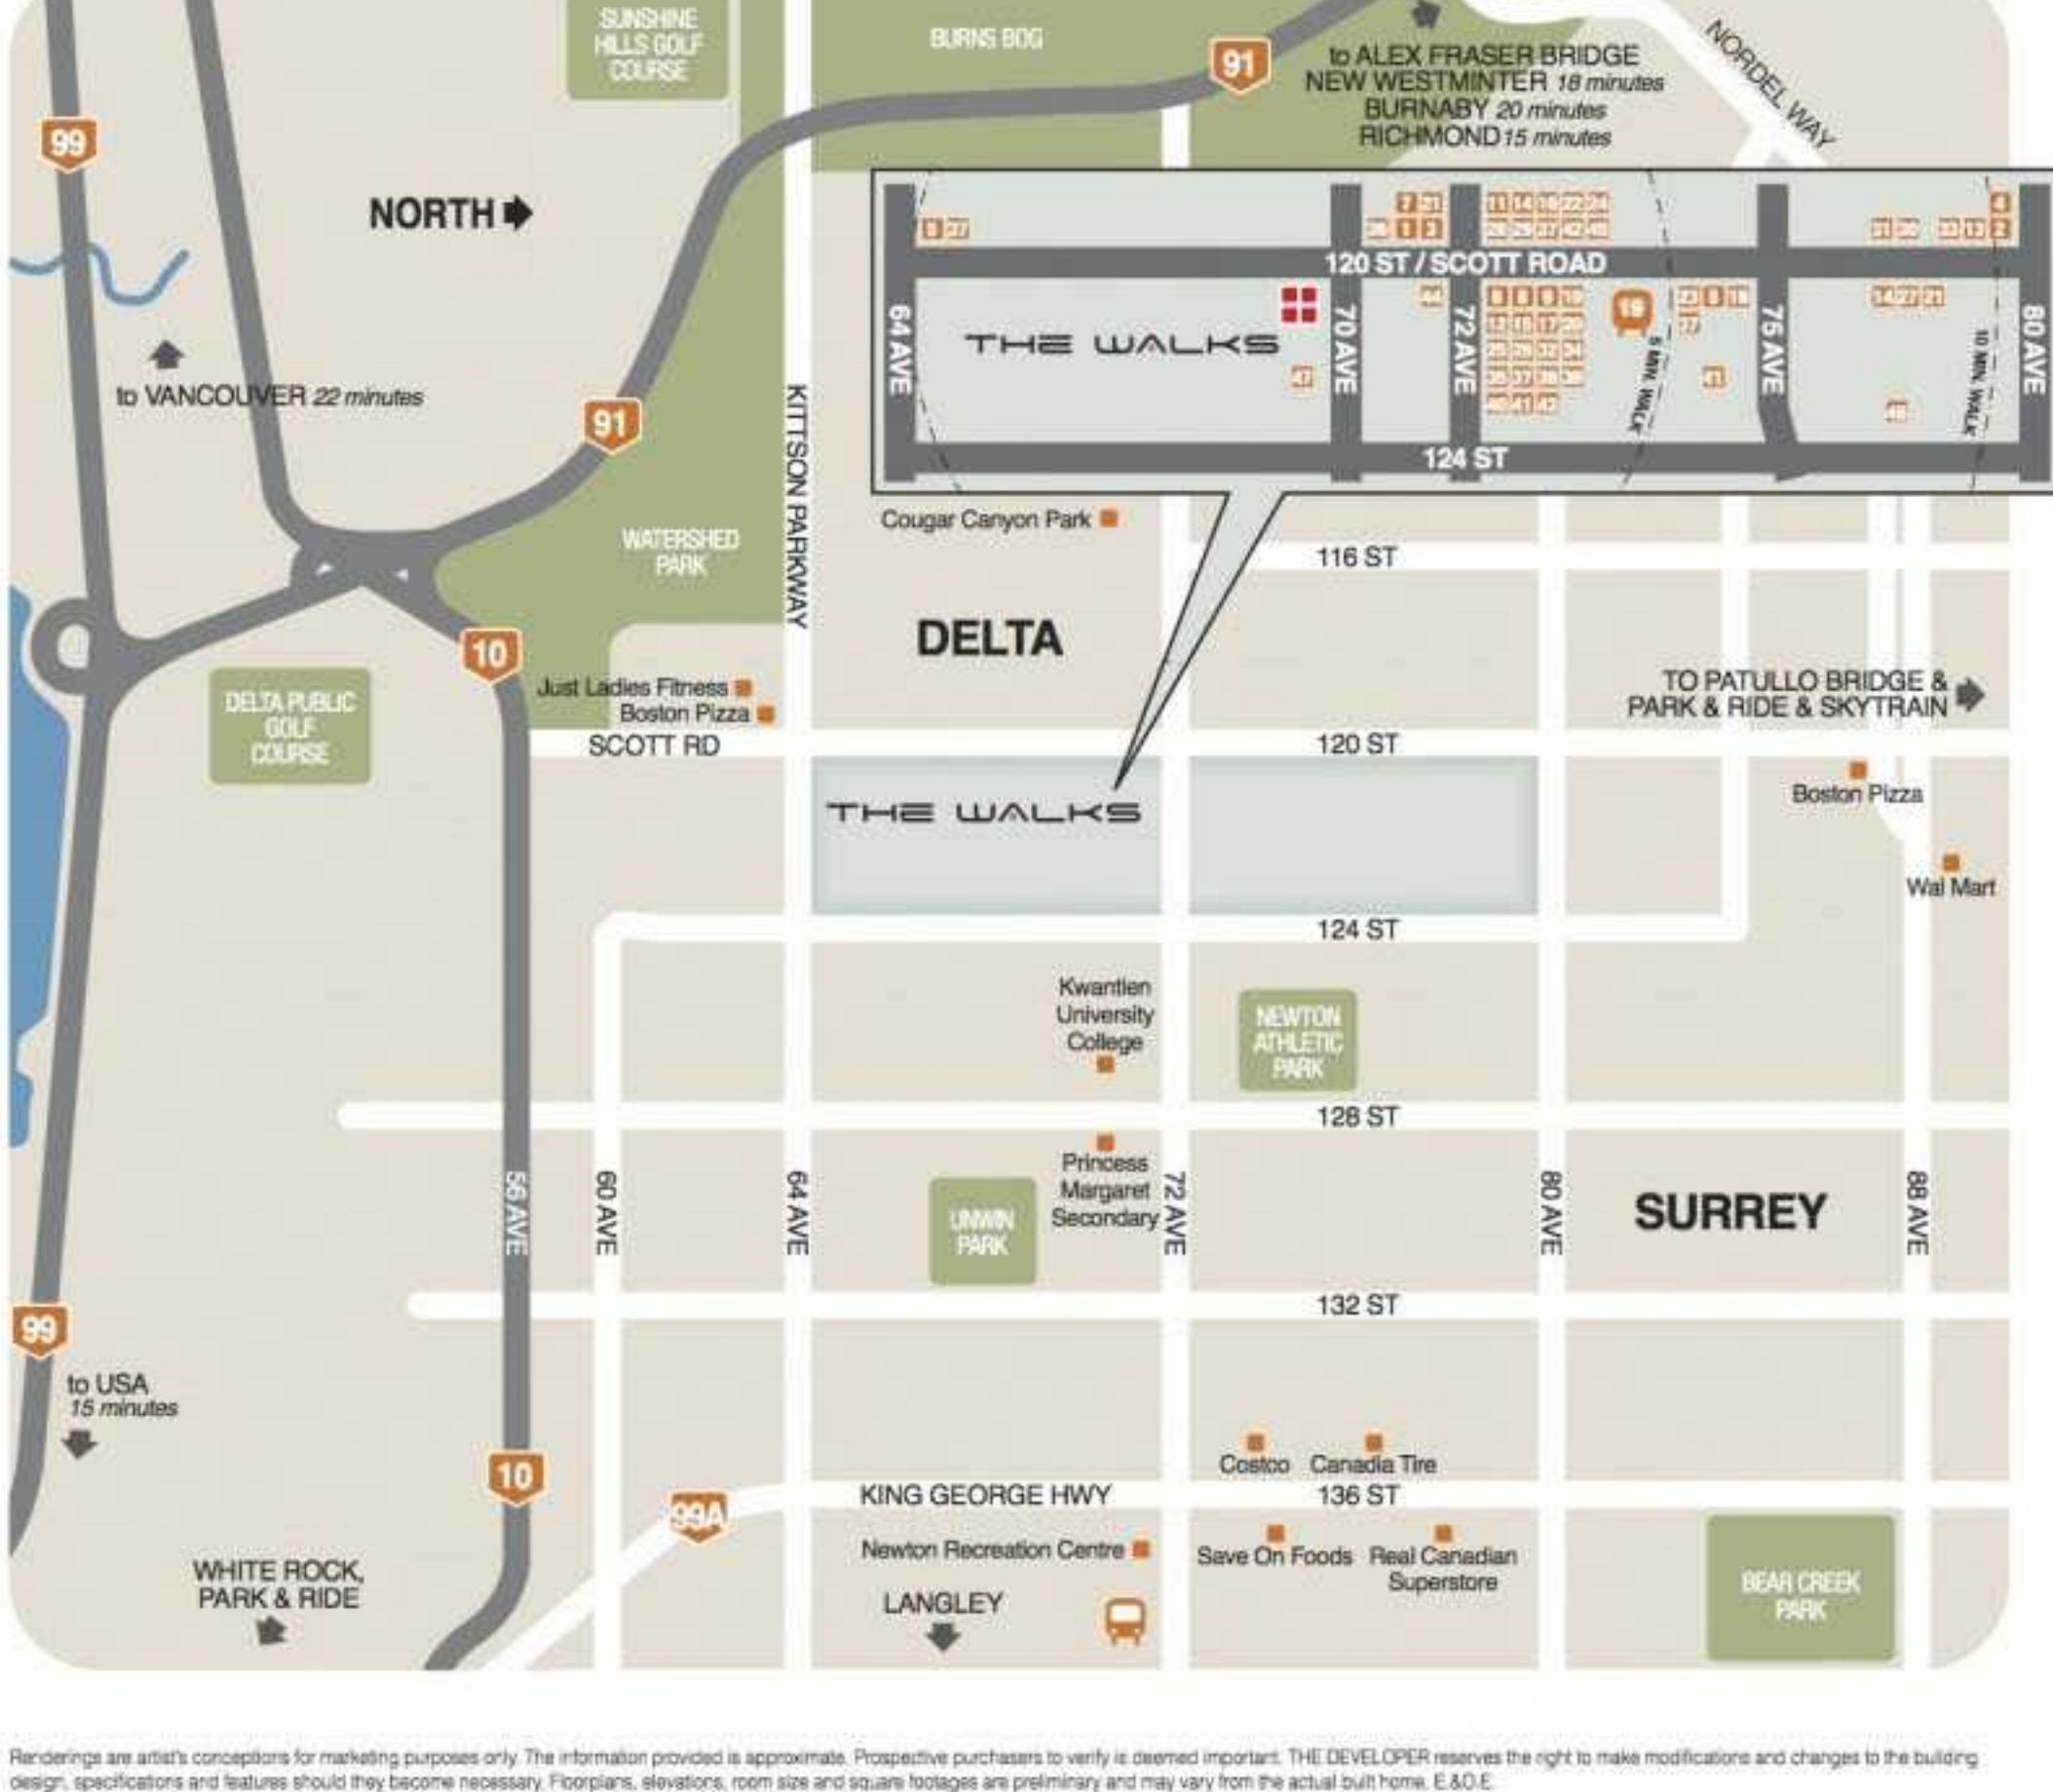 SUNSHINE
HILLS GOLF
COURSE
BURNS BOG
91
to ALEX FRASER BRIDGE
NEW WESTMINTER 18 minutes
BURNABY 20 minutes
RICHMOND 15 minutes
NORDEL WAY
99
NORTH
120 ST / SCOTT ROAD
64 AVE
70 AVE
72 AVE
75 AVE
80 AVE
THE WALKS
19
47
41
5 MIN. WALK
10 MIN. WALK
124 ST
to VANCOUVER 22 minutes
91
KITTSON PARKWAY
Cougar Canyon Park
WATERSHED
PARK
116 ST
DELTA
10
DELTA PUBLIC
GOLF
COURSE
Just Ladies Fitness
Boston Pizza
SCOTT RD
120 ST
TO PATULLO BRIDGE &
PARK & RIDE & SKYTRAIN
Boston Pizza
THE WALKS
Wal Mart
124 ST
Kwantlen
University
College
NEWTON
ATHLETIC
PARK
128 ST
Princess
Margaret
Secondary
UNWIN
PARK
56 AVE
60 AVE
64 AVE
72 AVE
80 AVE
88 AVE
SURREY
132 ST
99
to USA
15 minutes
Costco
Canadia Tire
10
99A
KING GEORGE HWY
136 ST
Newton Recreation Centre
Save On Foods
Real Canadian
Superstore
WHITE ROCK,
PARK & RIDE
LANGLEY
BEAR CREEK
PARK
Renderings are artist's conceptions for marketing purposes only. The information provided is approximate. Prospective purchasers to verify is deemed important. THE DEVELOPER reserves the right to make modifications and changes to the building
design, specifications and features should they become necessary. Floorplans, elevations, room size and square footages are preliminary and may vary from the actual built home. E.&O.E.